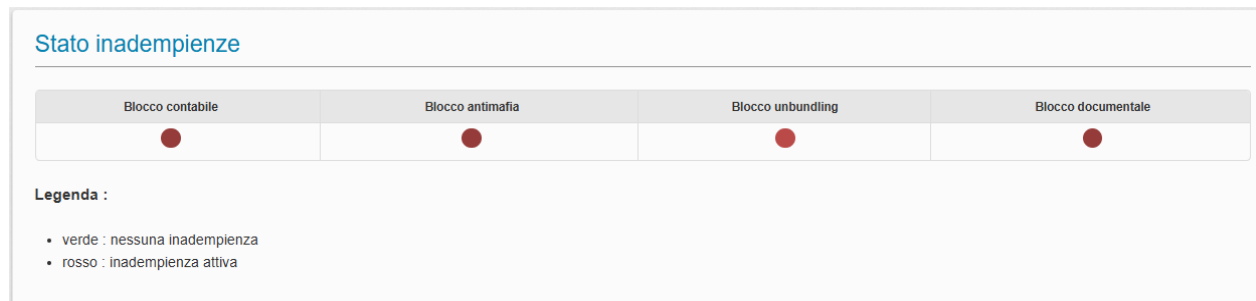 Stato inadempienze
Blocco contabile Blocco antimafia Blocco unbundling Blocco documentale
Legenda :
• verde : nessuna inadempienza
• rosso : inadempienza attiva